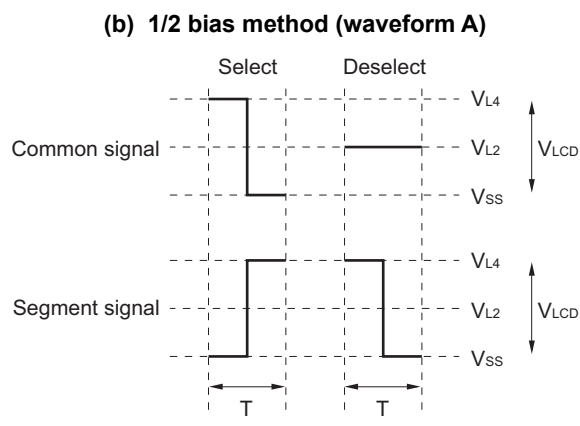 (b) 1/2 bias method (waveform A)
Select Deselect
VL4
Common signal VL2 VLCD
VSS
VL4
Segment signal VL2 VLCD
VSS
T T